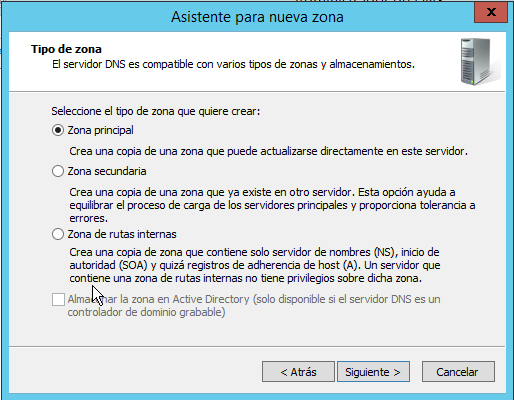 Asistente para nueva zona
Tipo de zona
El servidor DNS es compatible con varios tipos de zonas y almacenamientos.
Seleccione el tipo de zona que quiere crear:
Zona principal
Crea una copia de una zona que puede actualizarse directamente en este servidor.
Zona secundaria
Crea una copia de una zona que ya existe en otro servidor. Esta opción ayuda a
equilibrar el proceso de carga de los servidores principales y proporciona tolerancia a
errores.
Zona de rutas internas
Crea una copia de zona que contiene solo servidor de nombres (NS), inicio de
autoridad (SOA) y quizá registros de adherencia de host (A). Un servidor que
contiene una zona de rutas internas no tiene privilegios sobre dicha zona.
Almacenar la zona en Active Directory (solo disponible si el servidor DNS es un
controlador de dominio grabable)
< Atrás
Siguiente >
Cancelar